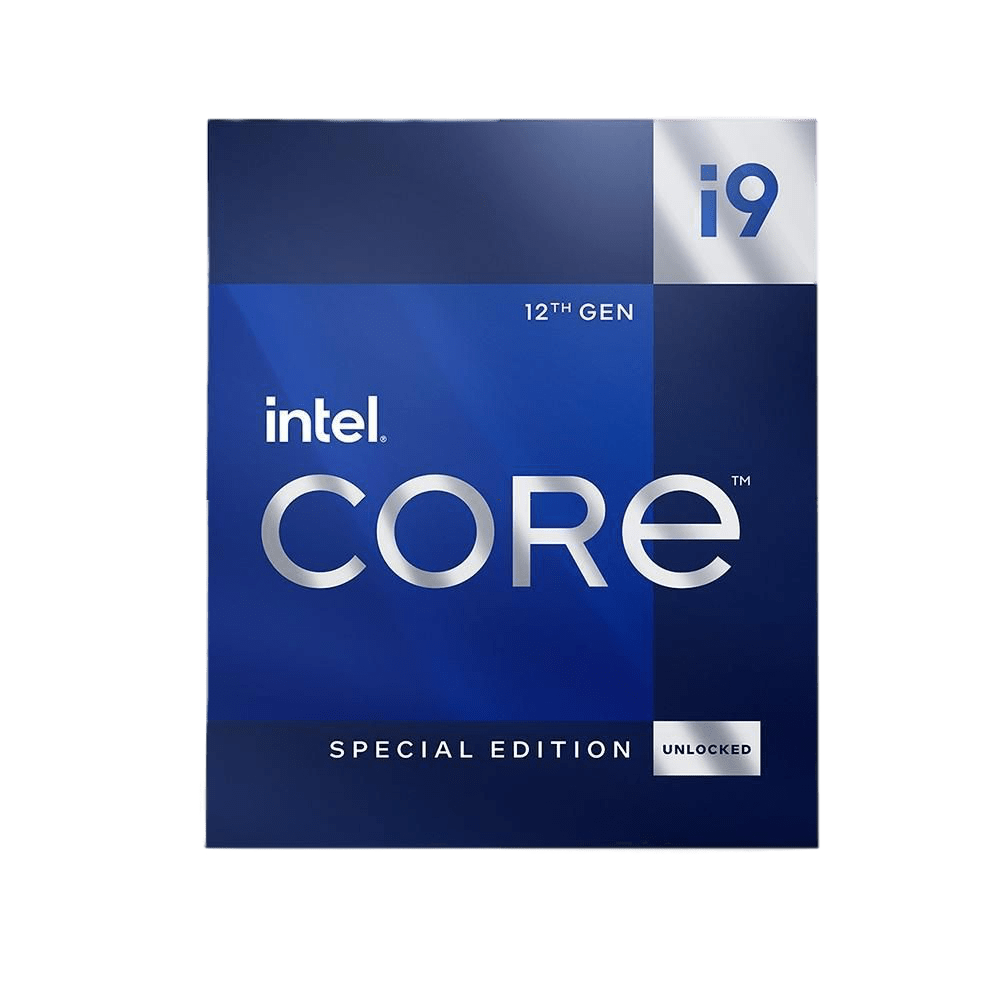 i9
12TH GEN
intel®
CORe™
SPECIAL EDITION
UNLOCKED